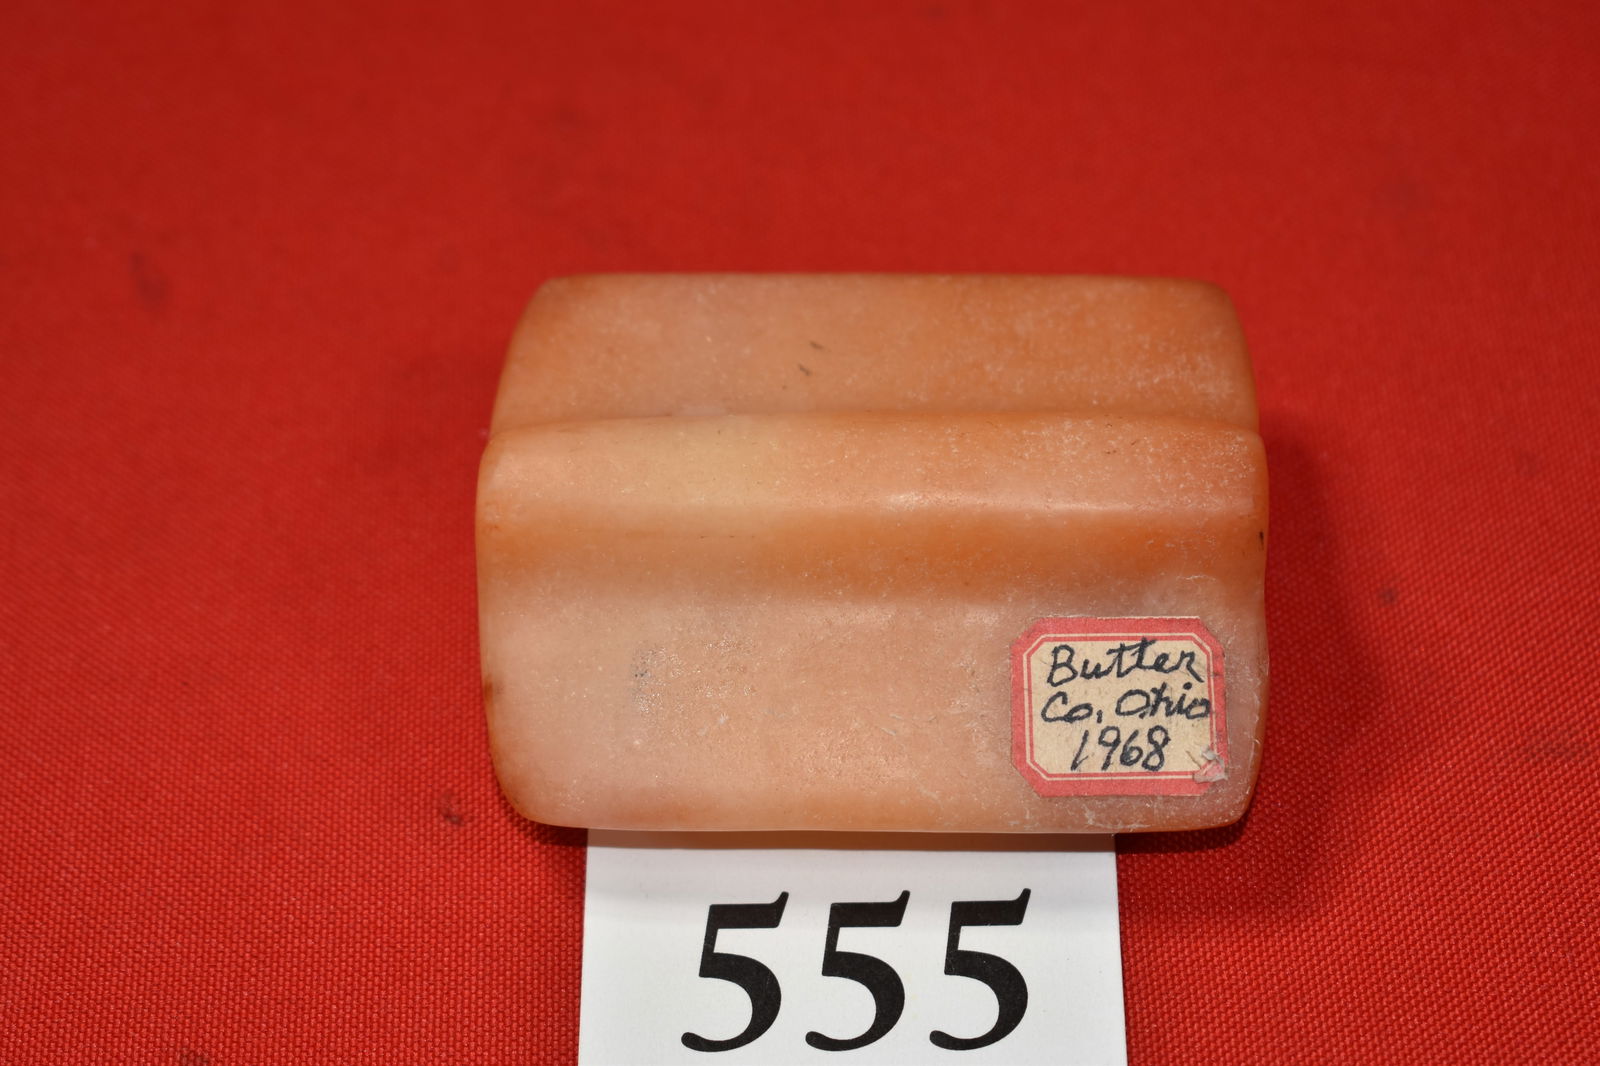 Butler
Co, Ohio
1968
555